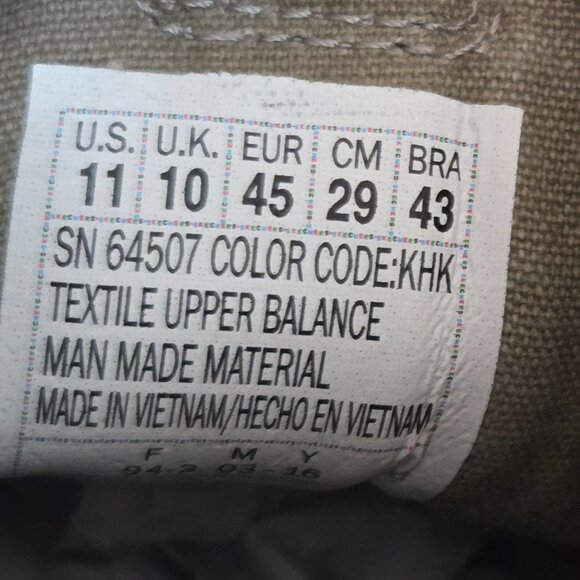 U.S. U.K. EUR CM BRA
11 10 45 29 43
SN 64507 COLOR CODE:KHK
TEXTILE UPPER BALANCE
MAN MADE MATERIAL
MADE IN VIETNAM/HECHO EN VIETNAM
F M Y
94-2 03-16